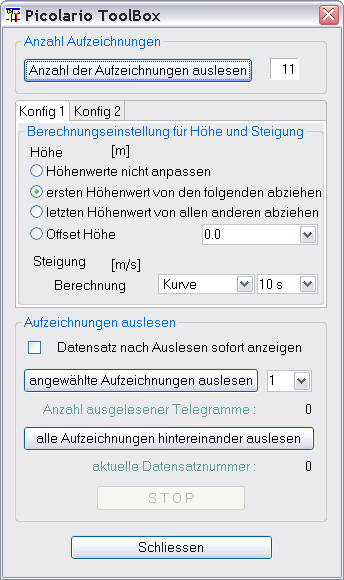 Picolario ToolBox
Anzahl Aufzeichnungen
Anzahl der Aufzeichnungen auslesen 11
Konfig 1 Konfig 2
Berechnungseinstellung für Höhe und Steigung
Höhe [m]
Höhenwerte nicht anpassen
ersten Höhenwert von den folgenden abziehen
letzten Höhenwert von allen anderen abziehen
Offset Höhe 0.0
Steigung [m/s]
Berechnung Kurve 10 s
Aufzeichnungen auslesen
Datensatz nach Auslesen sofort anzeigen
angewählte Aufzeichnungen auslesen 1
Anzahl ausgelesener Telegramme : 0
alle Aufzeichnungen hintereinander auslesen
aktuelle Datensatznummer : 0
STOP
Schliessen